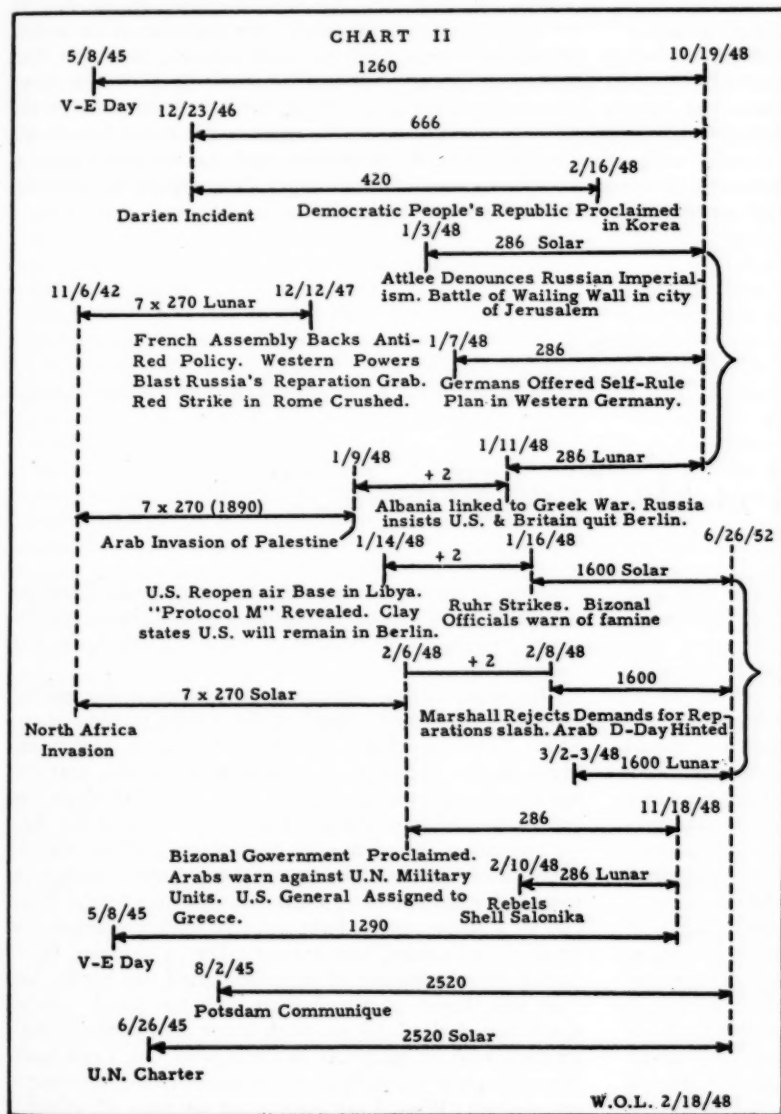 CHART II
5/8/45
10/19/48
1260
V-E Day
12/23/46
666
420
2/16/48
Darien Incident
Democratic People's Republic Proclaimed
in Korea
1/3/48
286 Solar
Attlee Denounces Russian Imperial-
ism. Battle of Wailing Wall in city
of Jerusalem
11/6/42
7 x 270 Lunar
12/12/47
French Assembly Backs Anti-
Red Policy. Western Powers
Blast Russia's Reparation Grab.
Red Strike in Rome Crushed.
1/7/48
286
Germans Offered Self-Rule
Plan in Western Germany.
1/9/48
+ 2
1/11/48
286 Lunar
Albania linked to Greek War. Russia
insists U.S. & Britain quit Berlin.
7 x 270 (1890)
Arab Invasion of Palestine
6/26/52
1/14/48
+ 2
1/16/48
1600 Solar
U.S. Reopen air Base in Libya.
"Protocol M" Revealed. Clay
states U.S. will remain in Berlin.
Ruhr Strikes. Bizonal
Officials warn of famine
2/6/48
+ 2
2/8/48
1600
7 x 270 Solar
North Africa
Invasion
Marshall Rejects Demands for Rep-
arations slash. Arab D-Day Hinted
3/2-3/48
1600 Lunar
286
11/18/48
Bizonal Government Proclaimed.
Arabs warn against U.N. Military
Units. U.S. General Assigned to
Greece.
2/10/48
286 Lunar
Rebels
Shell Salonika
5/8/45
1290
V-E Day
8/2/45
2520
Potsdam Communique
6/26/45
2520 Solar
U.N. Charter
W.O.L. 2/18/48